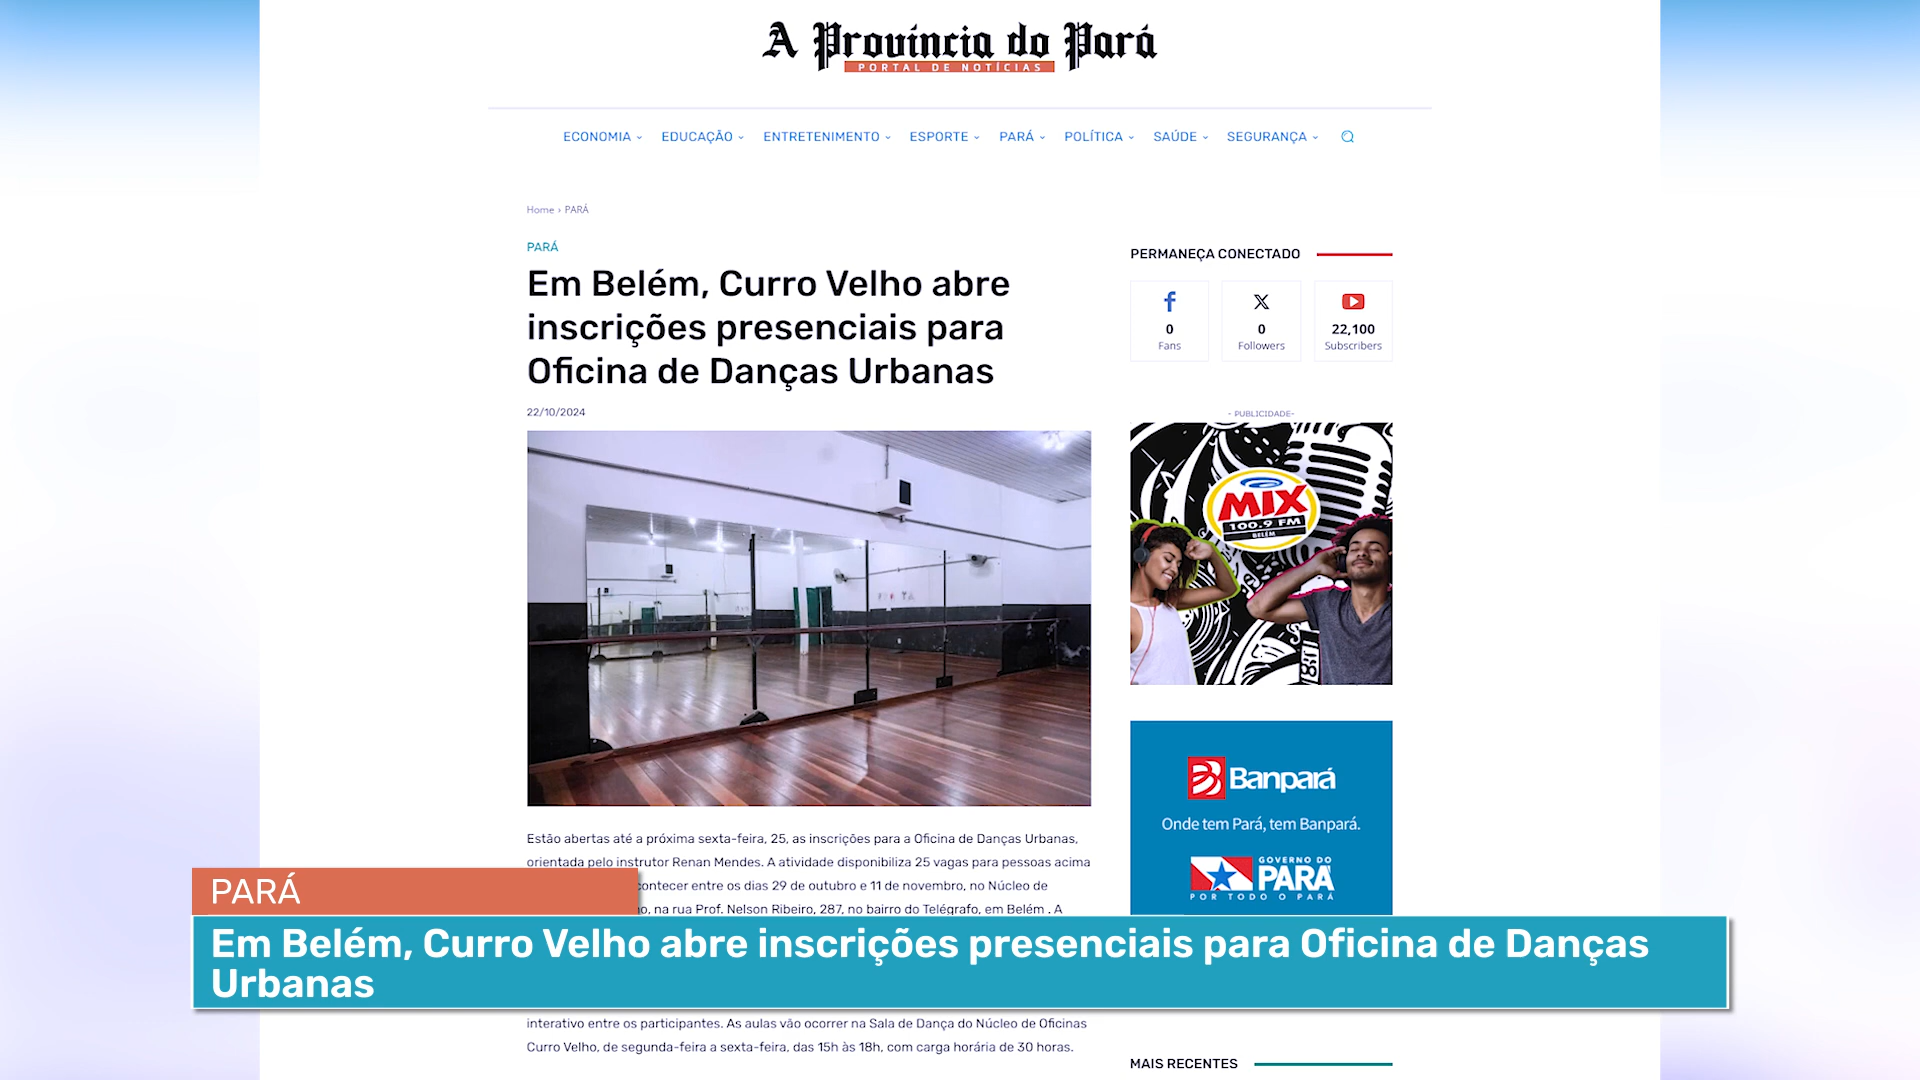 A Província do Pará
PORTAL DE NOTÍCIAS
ECONOMIA EDUCAÇÃO ENTRETENIMENTO ESPORTE PARÁ POLÍTICA SAÚDE SEGURANÇA
Home › PARÁ
PARÁ
Em Belém, Curro Velho abre
inscrições presenciais para
Oficina de Danças Urbanas
22/10/2024
Estão abertas até a próxima sexta-feira, 25, as inscrições para a Oficina de Danças Urbanas,
orientada pelo instrutor Renan Mendes. A atividade disponibiliza 25 vagas para pessoas acima
contecer entre os dias 29 de outubro e 11 de novembro, no Núcleo de
o, na rua Prof. Nelson Ribeiro, 287, no bairro do Telégrafo, em Belém . A
PARÁ
Em Belém, Curro Velho abre inscrições presenciais para Oficina de Danças
Urbanas
interativo entre os participantes. As aulas vão ocorrer na Sala de Dança do Núcleo de Oficinas
Curro Velho, de segunda-feira a sexta-feira, das 15h às 18h, com carga horária de 30 horas.
PERMANEÇA CONECTADO
0 0 22,100
Fans Followers Subscribers
- PUBLICIDADE-
MIX
100.9 FM
BELÉM
Banpará
Onde tem Pará, tem Banpará.
GOVERNO DO
PARÁ
POR TODO O PARÁ
MAIS RECENTES